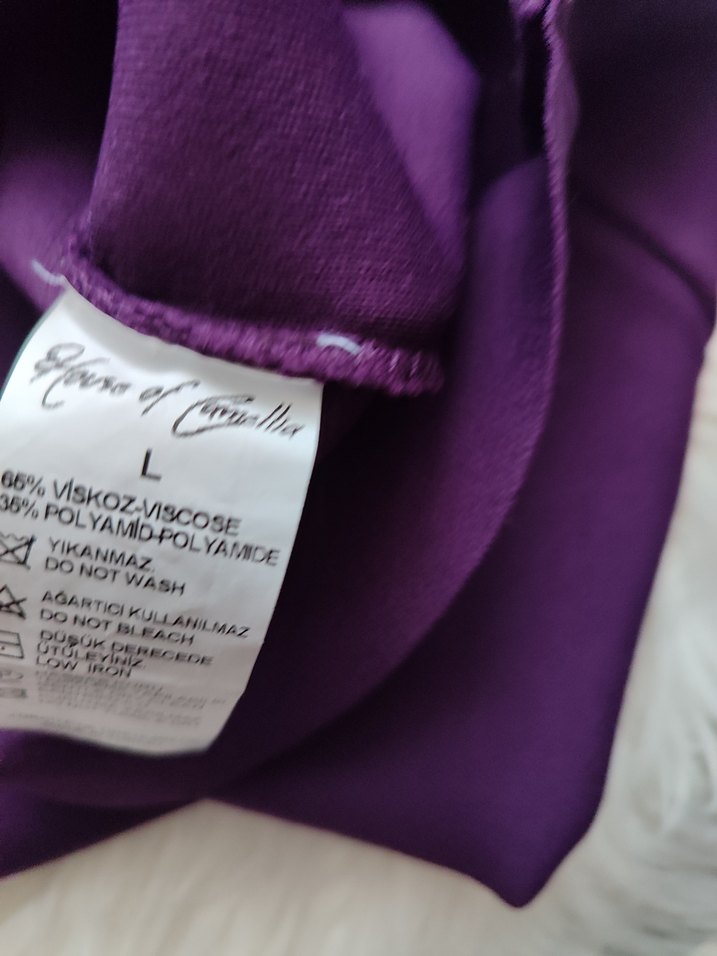 House of Camellia
L
65% VİSKOZ-VISCOSE
35% POLYAMİD-POLYAMIDE
YIKANMAZ.
DO NOT WASH
AĞARTICI KULLANILMAZ
DO NOT BLEACH
DÜŞÜK DERECEDE
ÜTÜLEYİNİZ.
LOW IRON